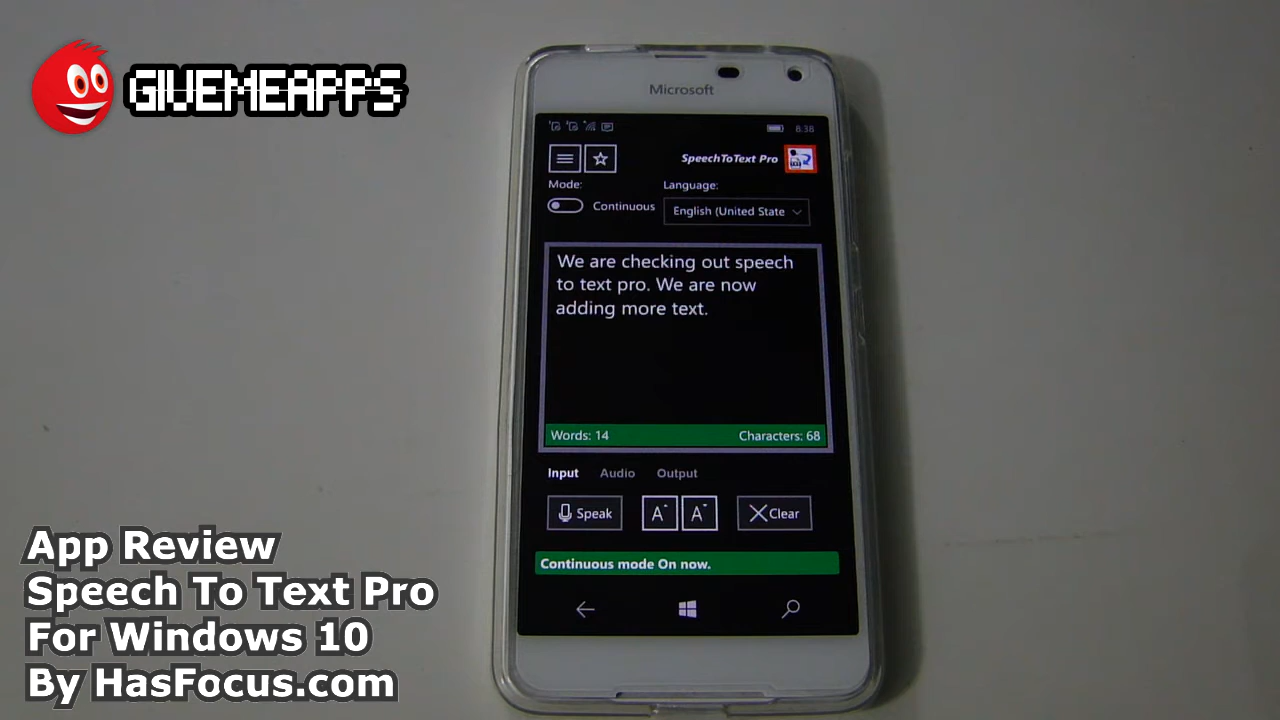 GIVEMEAPPS
Microsoft
8.38
SpeechToText Pro
Mode:
Language:
Continuous
English (United State
We are checking out speech
to text pro. We are now
adding more text.
Words: 14
Characters: 68
Input
Audio
Output
Speak
A
A
Clear
Continuous mode On now.
App Review
Speech To Text Pro
For Windows 10
By HasFocus.com